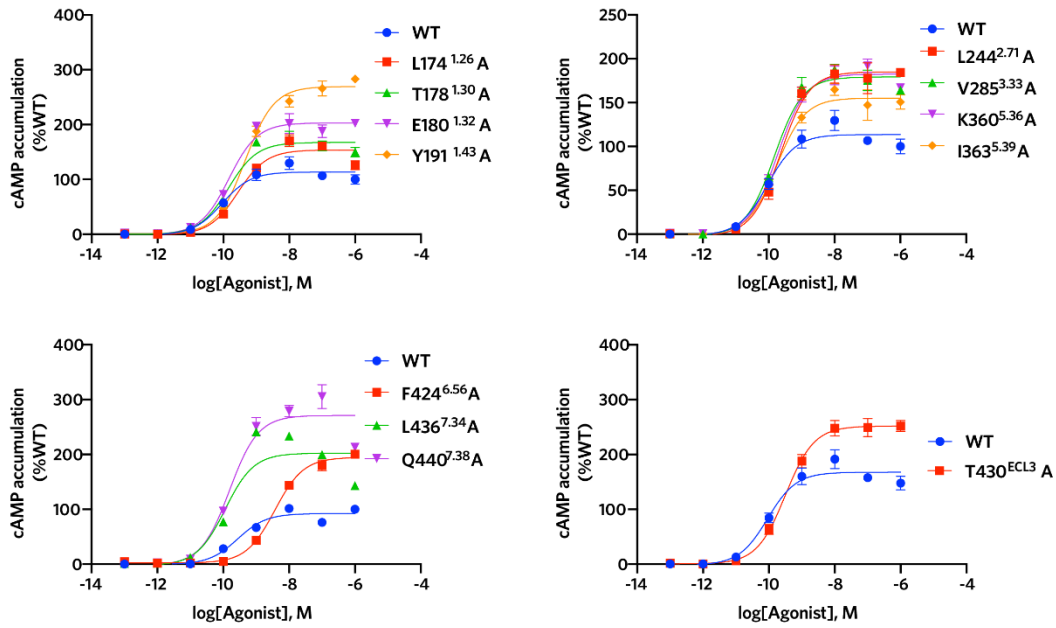 400
300
200
100
0
cAMP accumulation
(%WT)
-14 -12 -10 -8 -6 -4
log[Agonist], M
WT
L174^1.26 A
T178^1.30 A
E180^1.32 A
Y191^1.43 A
250
200
150
100
50
0
cAMP accumulation
(%WT)
-14 -12 -10 -8 -6 -4
log[Agonist], M
WT
L244^2.71 A
V285^3.33 A
K360^5.36 A
I363^5.39 A
400
300
200
100
0
cAMP accumulation
(%WT)
-14 -12 -10 -8 -6 -4
log[Agonist], M
WT
F424^6.56 A
L436^7.34 A
Q440^7.38 A
400
300
200
100
0
cAMP accumulation
(%WT)
-14 -12 -10 -8 -6 -4
log[Agonist], M
WT
T430^ECL3 A